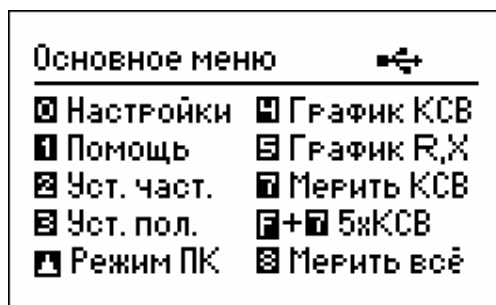 Основное меню
0 Настройки 4 График КСВ
1 Помощь 5 График R,X
2 Уст. част. 7 Мерить КСВ
3 Уст. пол. F+7 5xКСВ
Режим ПК 8 Мерить всё